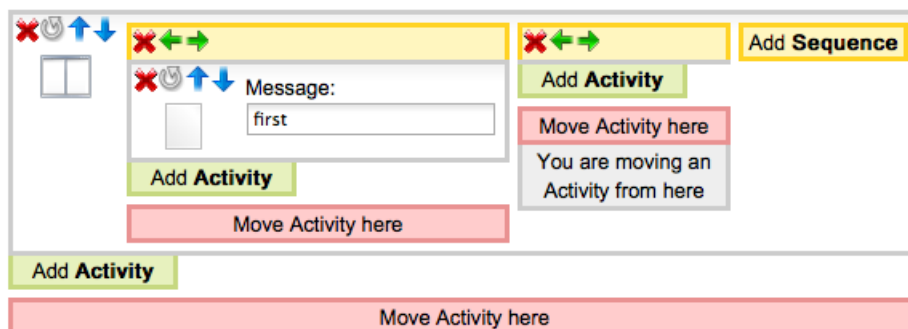 Add Sequence
Message:
first
Add Activity
Move Activity here
Add Activity
Move Activity here
You are moving an
Activity from here
Add Activity
Move Activity here